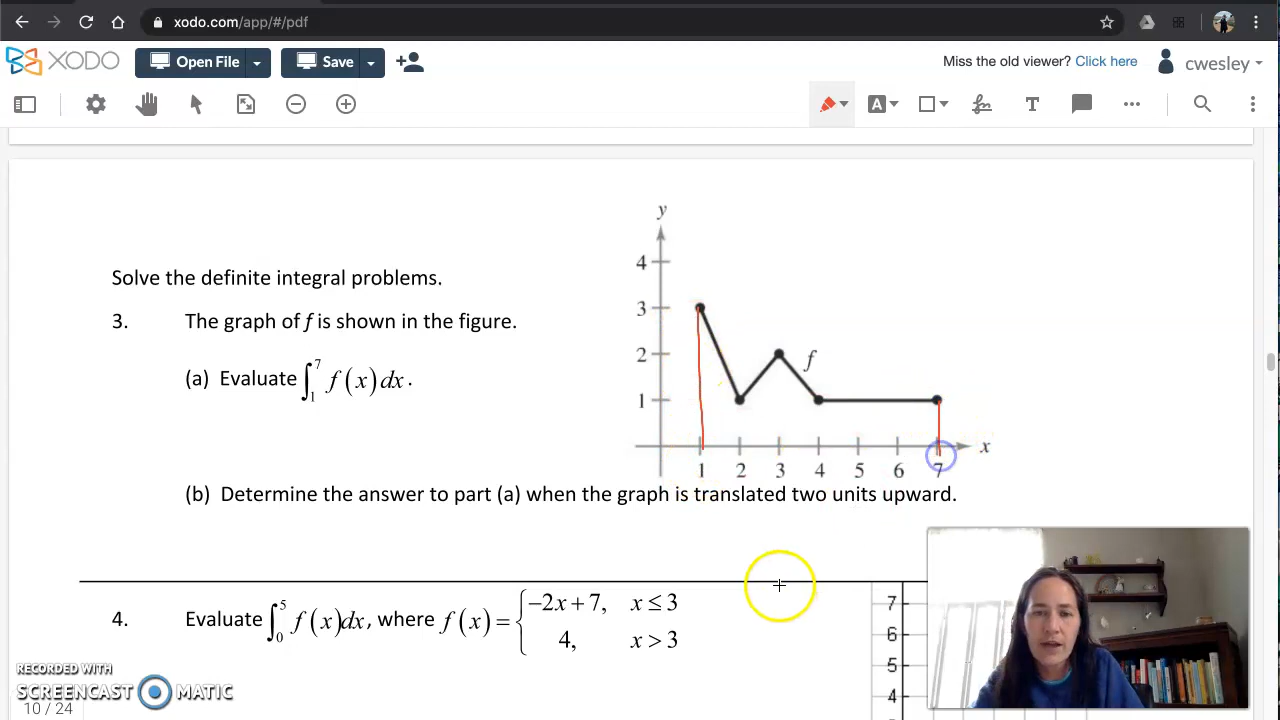 xodo.com/app/#/pdf
XODO Open File Save Miss the old viewer? Click here cwesley
A T
Solve the definite integral problems.
3. The graph of f is shown in the figure.
(a) Evaluate ∫₁⁷ f(x)dx.
y
4
3
2
1
f
x
1 2 3 4 5 6 7
(b) Determine the answer to part (a) when the graph is translated two units upward.
4. Evaluate ∫₀⁵ f(x)dx, where f(x) = { −2x+7, x ≤ 3
4, x > 3
7
6
5
4
RECORDED WITH
SCREENCAST MATIC
10 / 24